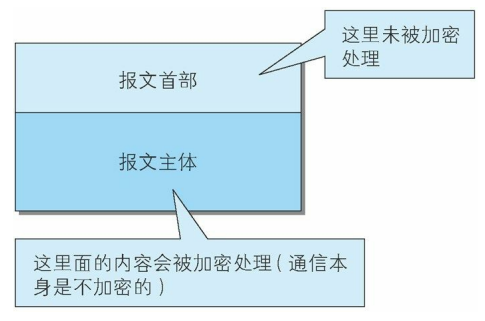 这里未被加密
处理
报文首部
报文主体
这里面的内容会被加密处理(通信本
身是不加密的)